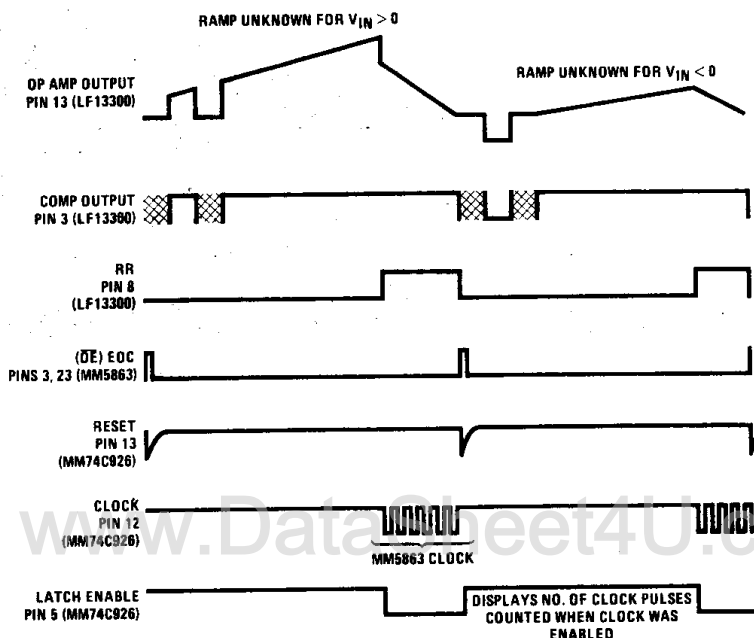 RAMP UNKNOWN FOR VIN > 0
OP AMP OUTPUT
PIN 13 (LF13300)
RAMP UNKNOWN FOR VIN < 0
COMP OUTPUT
PIN 3 (LF13300)
RR
PIN 8
(LF13300)
(OE) EOC
PINS 3, 23 (MM5863)
RESET
PIN 13
(MM74C926)
CLOCK
PIN 12
(MM74C926)
www.DataSheet4U.c
MM5863 CLOCK
LATCH ENABLE
PIN 5 (MM74C926)
DISPLAYS NO. OF CLOCK PULSES
COUNTED WHEN CLOCK WAS
ENABLED